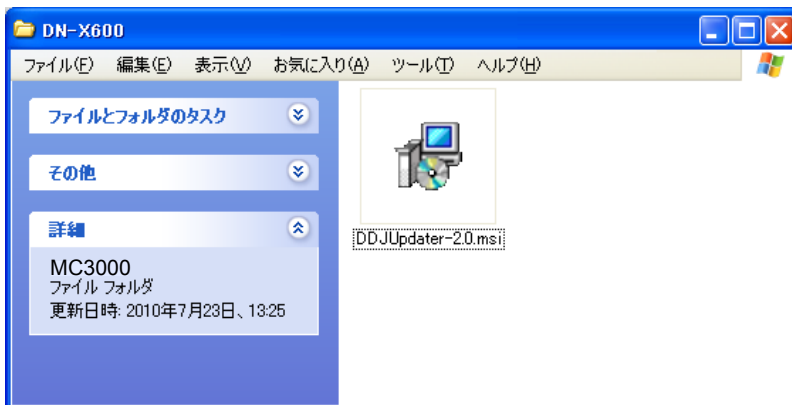 DN-X600
ファイル(F) 編集(E) 表示(V) お気に入り(A) ツール(T) ヘルプ(H)
ファイルとフォルダのタスク
その他
詳細
MC3000
ファイル フォルダ
更新日時: 2010年7月23日、13:25
DDJUpdater-2.0.msi